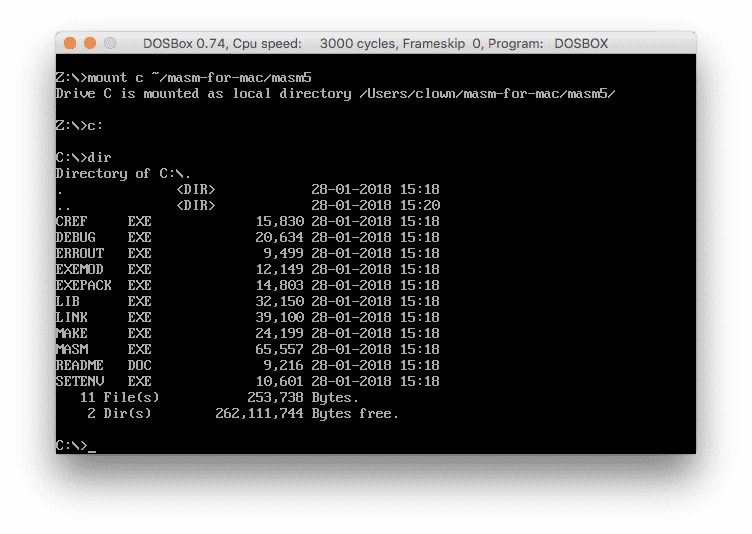 DOSBox 0.74, Cpu speed:     3000 cycles, Frameskip  0, Program:   DOSBOX
Z:\>mount c ~/masm-for-mac/masm5
Drive C is mounted as local directory /Users/clown/masm-for-mac/masm5/
Z:\>c:
C:\>dir
Directory of C:\.
.              <DIR>            28-01-2018 15:18
..             <DIR>            28-01-2018 15:20
CREF     EXE             15,830 28-01-2018 15:18
DEBUG    EXE             20,634 28-01-2018 15:18
ERROUT   EXE              9,499 28-01-2018 15:18
EXEMOD   EXE             12,149 28-01-2018 15:18
EXEPACK  EXE             14,803 28-01-2018 15:18
LIB      EXE             32,150 28-01-2018 15:18
LINK     EXE             39,100 28-01-2018 15:18
MAKE     EXE             24,199 28-01-2018 15:18
MASM     EXE             65,557 28-01-2018 15:18
README   DOC              9,216 28-01-2018 15:18
SETENV   EXE             10,601 28-01-2018 15:18
   11 File(s)           253,738 Bytes.
    2 Dir(s)        262,111,744 Bytes free.
C:\>_